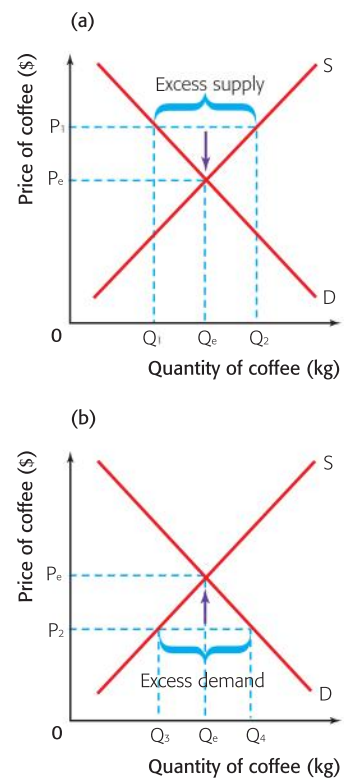 (a)
Price of coffee ($)
S
Excess supply
P₁
Pₑ
D
0
Q₁ Qₑ Q₂
Quantity of coffee (kg)
(b)
Price of coffee ($)
S
Pₑ
P₂
Excess demand
D
0
Q₃ Qₑ Q₄
Quantity of coffee (kg)